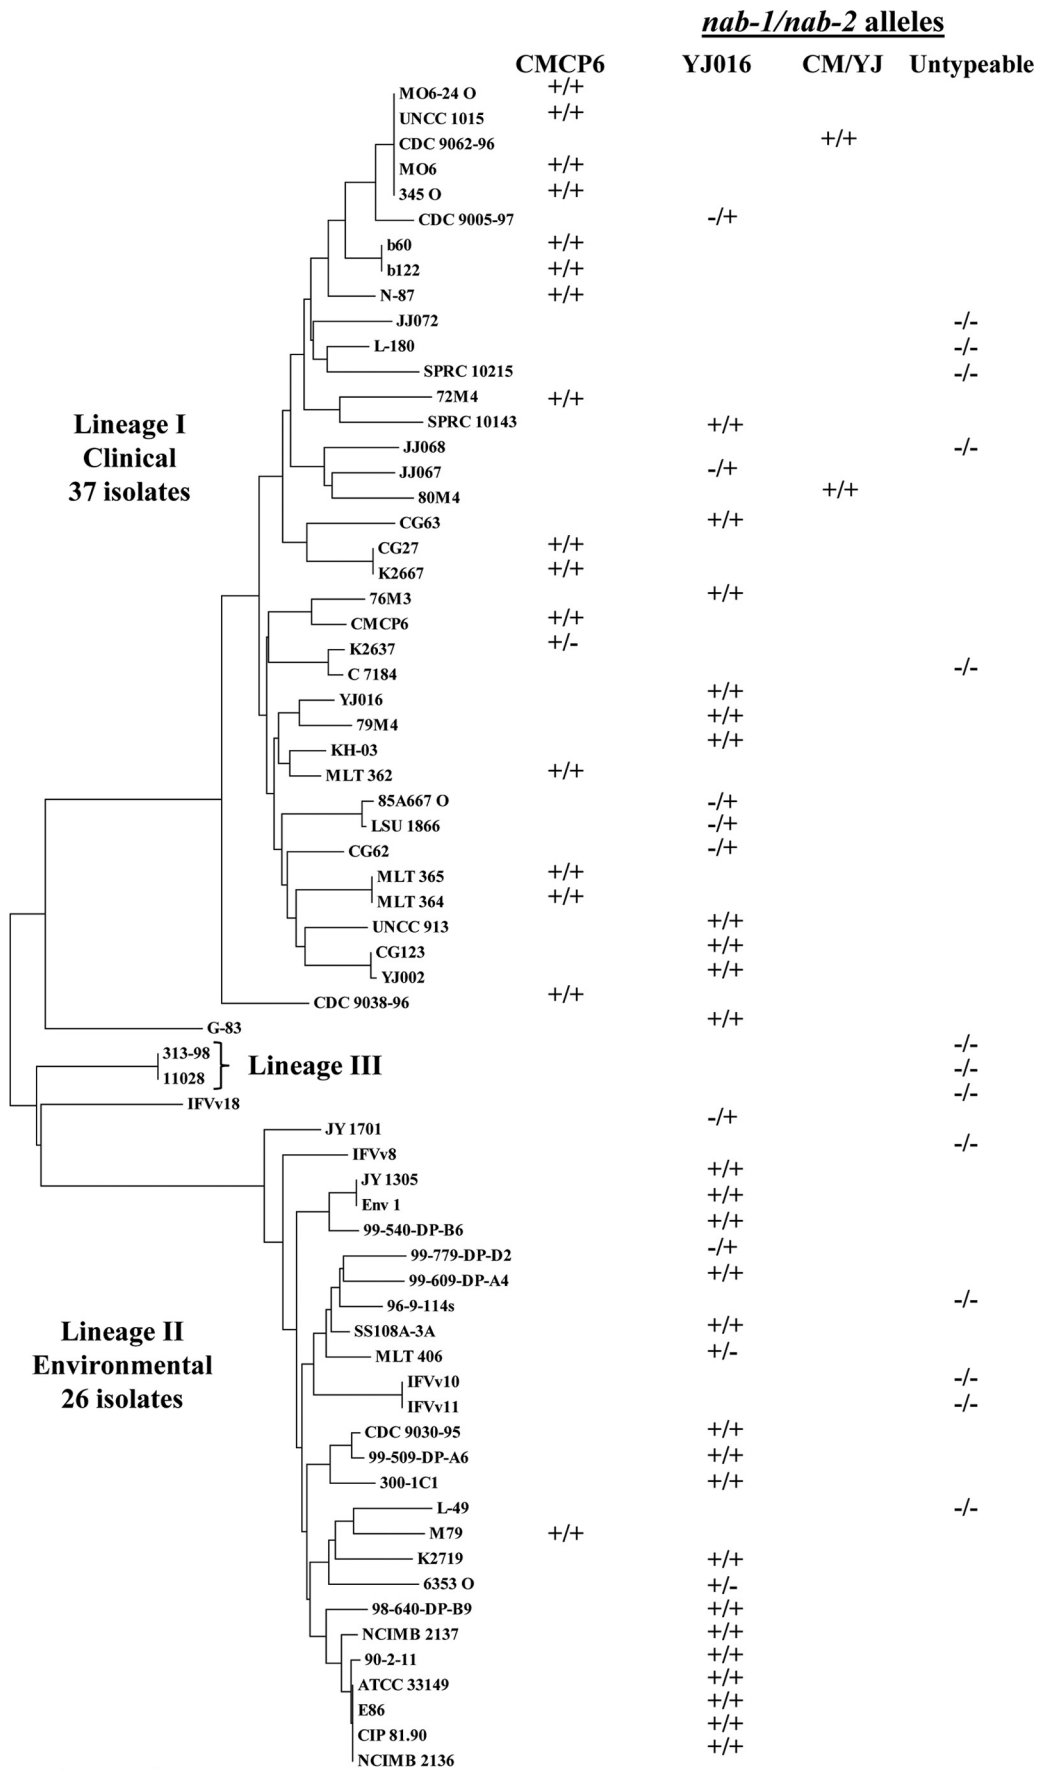 nab-1/nab-2 alleles
CMCP6 YJ016 CM/YJ Untypeable
MO6-24 O +/+
UNCC 1015 +/+
CDC 9062-96 +/+
MO6 +/+
345 O +/+
CDC 9005-97 -/+
b60 +/+
b122 +/+
N-87 +/+
JJ072 -/-
L-180 -/-
SPRC 10215 -/-
72M4 +/+
SPRC 10143 +/+
JJ068 -/-
JJ067 -/+
80M4 +/+
CG63 +/+
CG27 +/+
K2667 +/+
76M3 +/+
CMCP6 +/+
K2637 +/-
C 7184 -/-
YJ016 +/+
79M4 +/+
KH-03 +/+
MLT 362 +/+
85A667 O -/+
LSU 1866 -/+
CG62 -/+
MLT 365 +/+
MLT 364 +/+
UNCC 913 +/+
CG123 +/+
YJ002 +/+
CDC 9038-96 +/+
G-83 +/+
313-98 -/-
11028 -/-
IFVv18 -/-
JY 1701 -/+
IFVv8 -/-
JY 1305 +/+
Env 1 +/+
99-540-DP-B6 +/+
99-779-DP-D2 -/+
99-609-DP-A4 +/+
96-9-114s -/-
SS108A-3A +/+
MLT 406 +/-
IFVv10 -/-
IFVv11 -/-
CDC 9030-95 +/+
99-509-DP-A6 +/+
300-1C1 +/+
L-49 -/-
M79 +/+
K2719 +/+
6353 O +/-
98-640-DP-B9 +/+
NCIMB 2137 +/+
90-2-11 +/+
ATCC 33149 +/+
E86 +/+
CIP 81.90 +/+
NCIMB 2136 +/+
Lineage I
Clinical
37 isolates
Lineage III
Lineage II
Environmental
26 isolates